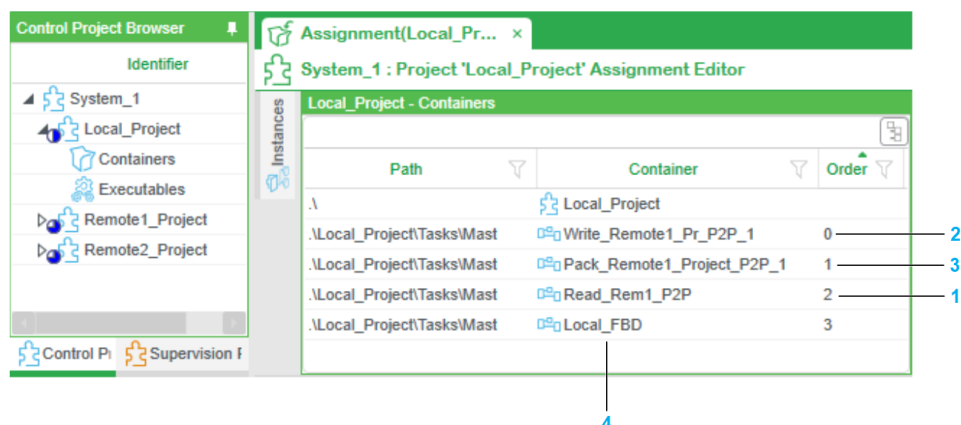 Control Project Browser
Identifier
System_1
Local_Project
Containers
Executables
Remote1_Project
Remote2_Project
Control Pr
Supervision F
Assignment(Local_Pr... ×
System_1 : Project 'Local_Project' Assignment Editor
Instances
Local_Project - Containers
Path Container Order
.\ Local_Project
.\Local_Project\Tasks\Mast Write_Remote1_Pr_P2P_1 0 2
.\Local_Project\Tasks\Mast Pack_Remote1_Project_P2P_1 1 3
.\Local_Project\Tasks\Mast Read_Rem1_P2P 2 1
.\Local_Project\Tasks\Mast Local_FBD 3
4